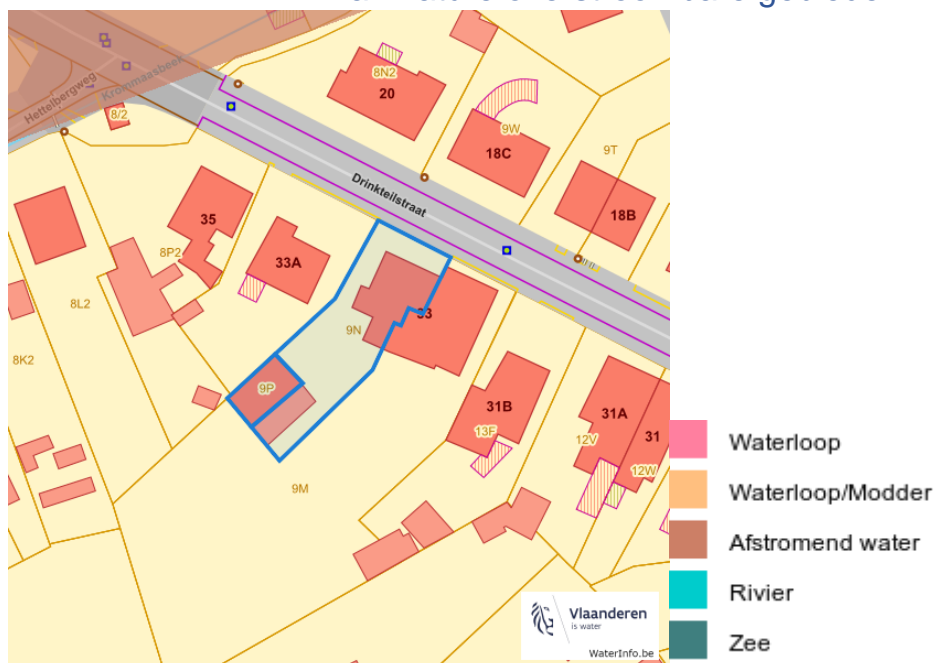 Krommaasbeek
Hettelbergweg
8/2
8N2
20
9W
18C
9T
18B
Drinkteilstraat
35
8P2
33A
8L2
8K2
9N
33
9P
31B
13F
31A
12V
31
12W
9M
Vlaanderen
is water
WaterInfo.be
Waterloop
Waterloop/Modder
Afstromend water
Rivier
Zee